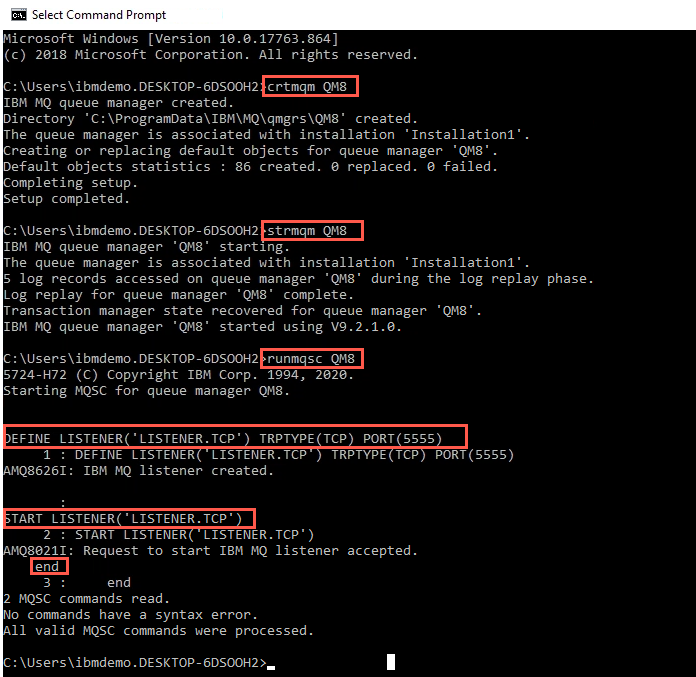 Select Command Prompt
Microsoft Windows [Version 10.0.17763.864]
(c) 2018 Microsoft Corporation. All rights reserved.
C:\Users\ibmdemo.DESKTOP-6DSOOH2>crtmqm QM8
IBM MQ queue manager created.
Directory 'C:\ProgramData\IBM\MQ\qmgrs\QM8' created.
The queue manager is associated with installation 'Installation1'.
Creating or replacing default objects for queue manager 'QM8'.
Default objects statistics : 86 created. 0 replaced. 0 failed.
Completing setup.
Setup completed.
C:\Users\ibmdemo.DESKTOP-6DSOOH2>strmqm QM8
IBM MQ queue manager 'QM8' starting.
The queue manager is associated with installation 'Installation1'.
5 log records accessed on queue manager 'QM8' during the log replay phase.
Log replay for queue manager 'QM8' complete.
Transaction manager state recovered for queue manager 'QM8'.
IBM MQ queue manager 'QM8' started using V9.2.1.0.
C:\Users\ibmdemo.DESKTOP-6DSOOH2>runmqsc QM8
5724-H72 (C) Copyright IBM Corp. 1994, 2020.
Starting MQSC for queue manager QM8.
DEFINE LISTENER('LISTENER.TCP') TRPTYPE(TCP) PORT(5555)
1 : DEFINE LISTENER('LISTENER.TCP') TRPTYPE(TCP) PORT(5555)
AMQ8626I: IBM MQ listener created.
:
START LISTENER('LISTENER.TCP')
2 : START LISTENER('LISTENER.TCP')
AMQ8021I: Request to start IBM MQ listener accepted.
end
3 : end
2 MQSC commands read.
No commands have a syntax error.
All valid MQSC commands were processed.
C:\Users\ibmdemo.DESKTOP-6DSOOH2>_